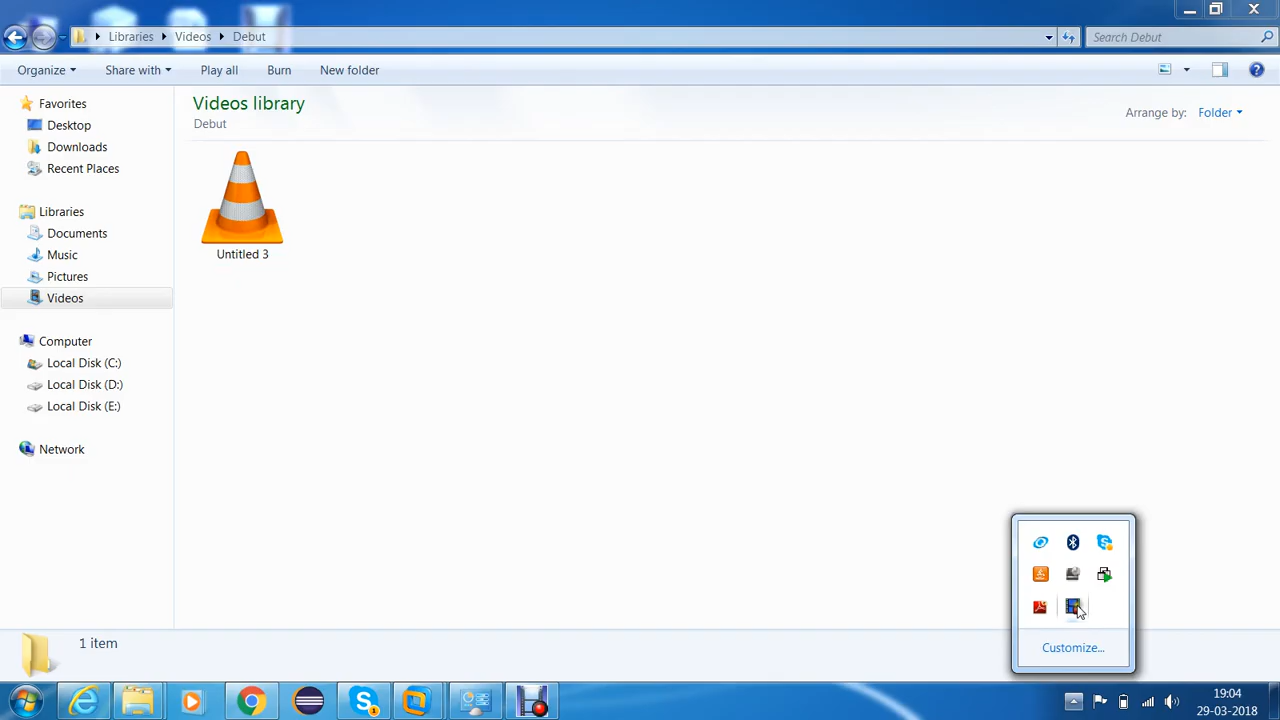 Libraries Videos Debut
Search Debut
Organize Share with Play all Burn New folder
Favorites
Desktop
Downloads
Recent Places
Libraries
Documents
Music
Pictures
Videos
Computer
Local Disk (C:)
Local Disk (D:)
Local Disk (E:)
Network
Videos library
Debut
Arrange by: Folder
Untitled 3
Customize...
1 item
19:04
29-03-2018